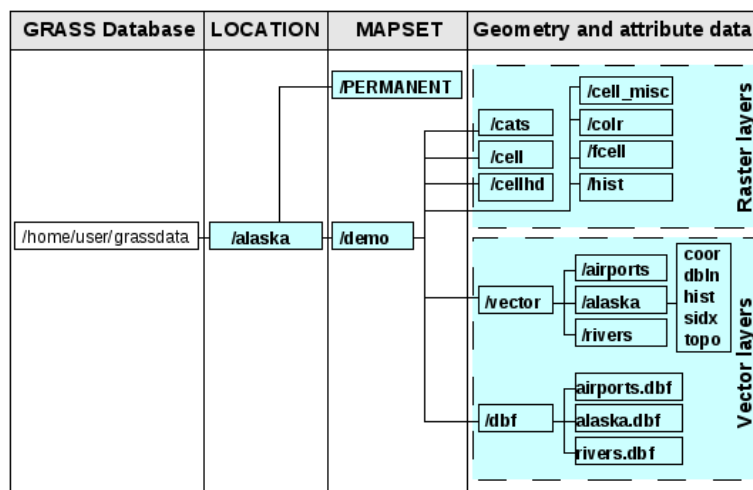 GRASS Database
LOCATION
MAPSET
Geometry and attribute data
/home/user/grassdata
/alaska
/PERMANENT
/demo
/cats
/cell
/cellhd
/cell_misc
/colr
/fcell
/hist
Raster layers
/vector
/airports
/alaska
/rivers
coor
dbln
hist
sidx
topo
/dbf
airports.dbf
alaska.dbf
rivers.dbf
Vector layers